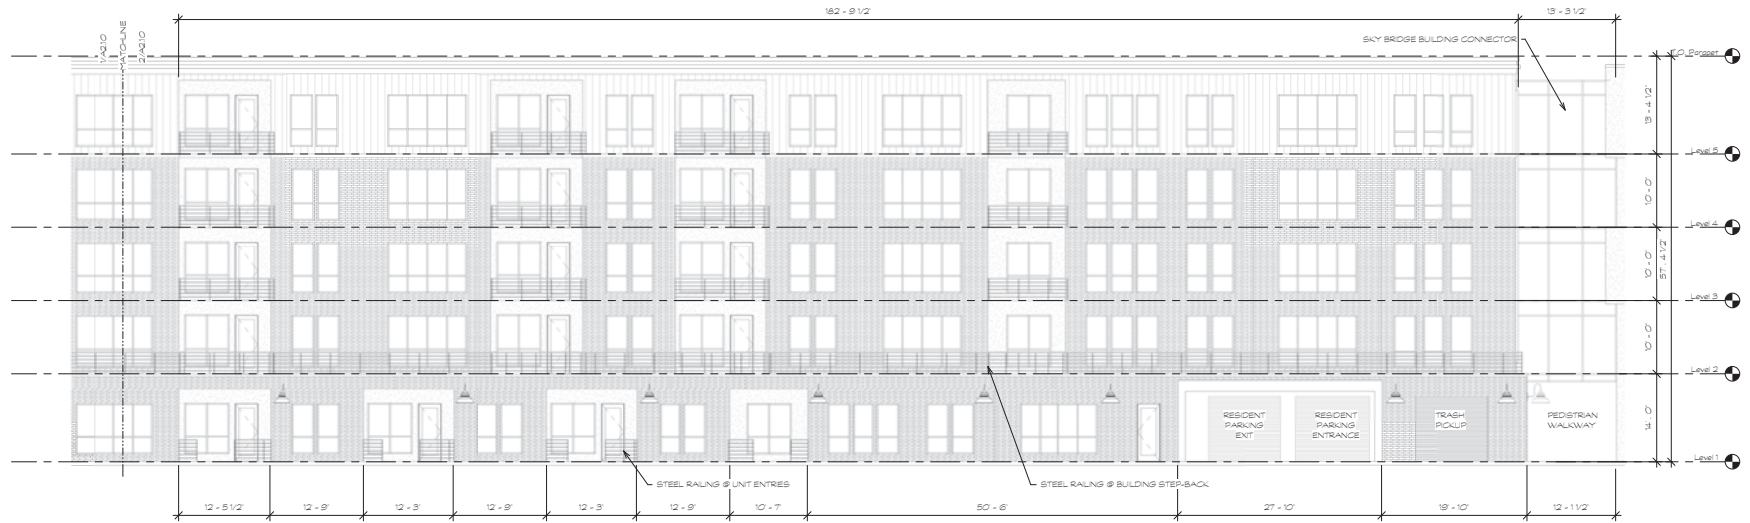 182' - 9 1/2"
13' - 3 1/2"
1/A2.10
MATCHLINE
2/A2.10
SKY BRIDGE BUILDING CONNECTOR
T.O. Parapet
13' - 4 1/2"
Level 5
10' - 0"
Level 4
10' - 0"
57' - 4 1/2"
Level 3
10' - 0"
Level 2
14' - 0"
RESIDENT
PARKING
EXIT
RESIDENT
PARKING
ENTRANCE
TRASH
PICKUP
PEDISTRIAN
WALKWAY
Level 1
STEEL RAILING @ UNIT ENTRIES
STEEL RAILING @ BUILDING STEP-BACK
12' - 5 1/2"
12' - 9"
12' - 3"
12' - 9"
12' - 3"
12' - 9"
10' - 7"
50' - 6"
27' - 10"
19' - 10"
12' - 1 1/2"